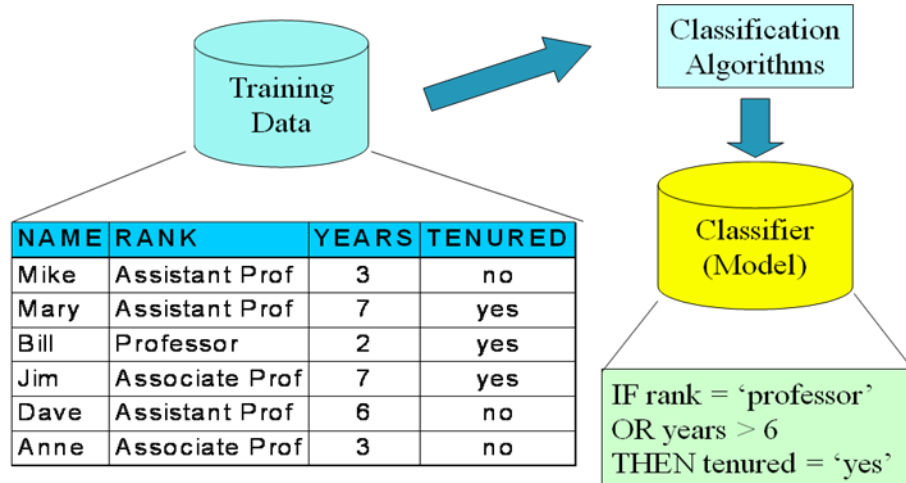 Training
Data
Classification
Algorithms
Classifier
(Model)
NAME RANK YEARS TENURED
Mike Assistant Prof 3 no
Mary Assistant Prof 7 yes
Bill Professor 2 yes
Jim Associate Prof 7 yes
Dave Assistant Prof 6 no
Anne Associate Prof 3 no
IF rank = ‘professor’
OR years > 6
THEN tenured = ‘yes’